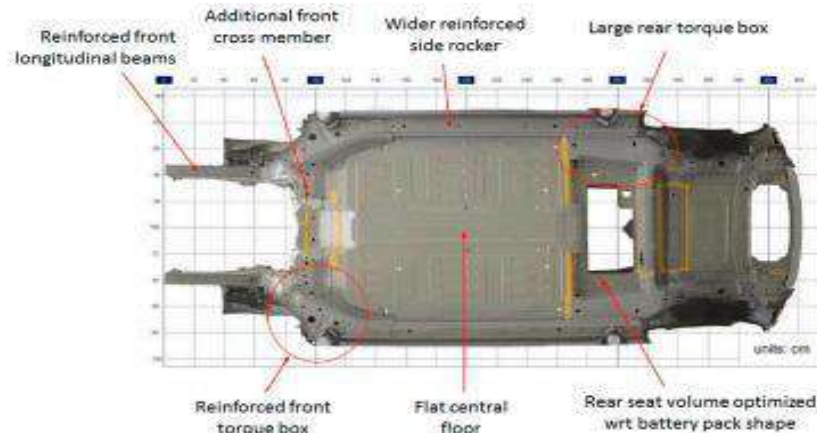 Additional front
cross member
Wider reinforced
side rocker
Large rear torque box
Reinforced front
longitudinal beams
units: cm
Reinforced front
torque box
Flat central
floor
Rear seat volume optimized
wrt battery pack shape